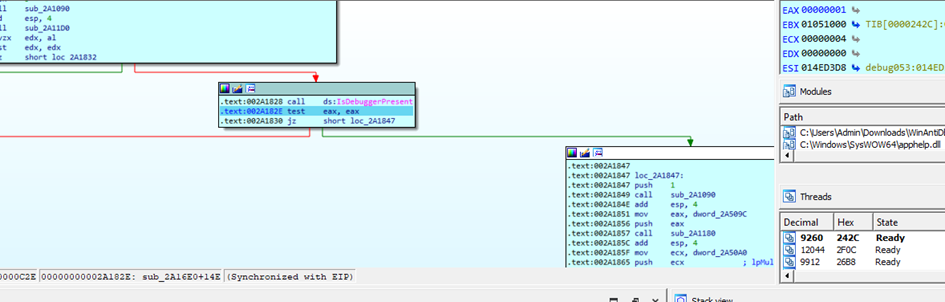 ll sub_2A1090
d esp, 4
ll sub_2A11D0
vzx edx, al
st edx, edx
z short loc_2A1832
.text:002A1828 call ds:IsDebuggerPresent
.text:002A182E test eax, eax
.text:002A1830 jz short loc_2A1847
.text:002A1847
.text:002A1847 loc_2A1847:
.text:002A1847 push 1
.text:002A1849 call sub_2A1090
.text:002A184E add esp, 4
.text:002A1851 mov eax, dword_2A509C
.text:002A1856 push eax
.text:002A1857 call sub_2A1180
.text:002A185C add esp, 4
.text:002A185F mov ecx, dword_2A50A0
.text:002A1865 push ecx ; lpMul
0000C2E 00000000002A182E: sub_2A16E0+14E (Synchronized with EIP)
EAX 00000001
EBX 01051000 TIB[0000242C]:
ECX 00000004
EDX 00000000
ESI 014ED3D8 debug053:014ED
Modules
Path
C:\Users\Admin\Downloads\WinAntiD
C:\Windows\SysWOW64\apphelp.dll
Threads
Decimal Hex State
9260 242C Ready
12044 2F0C Ready
9912 26B8 Ready
Stack view